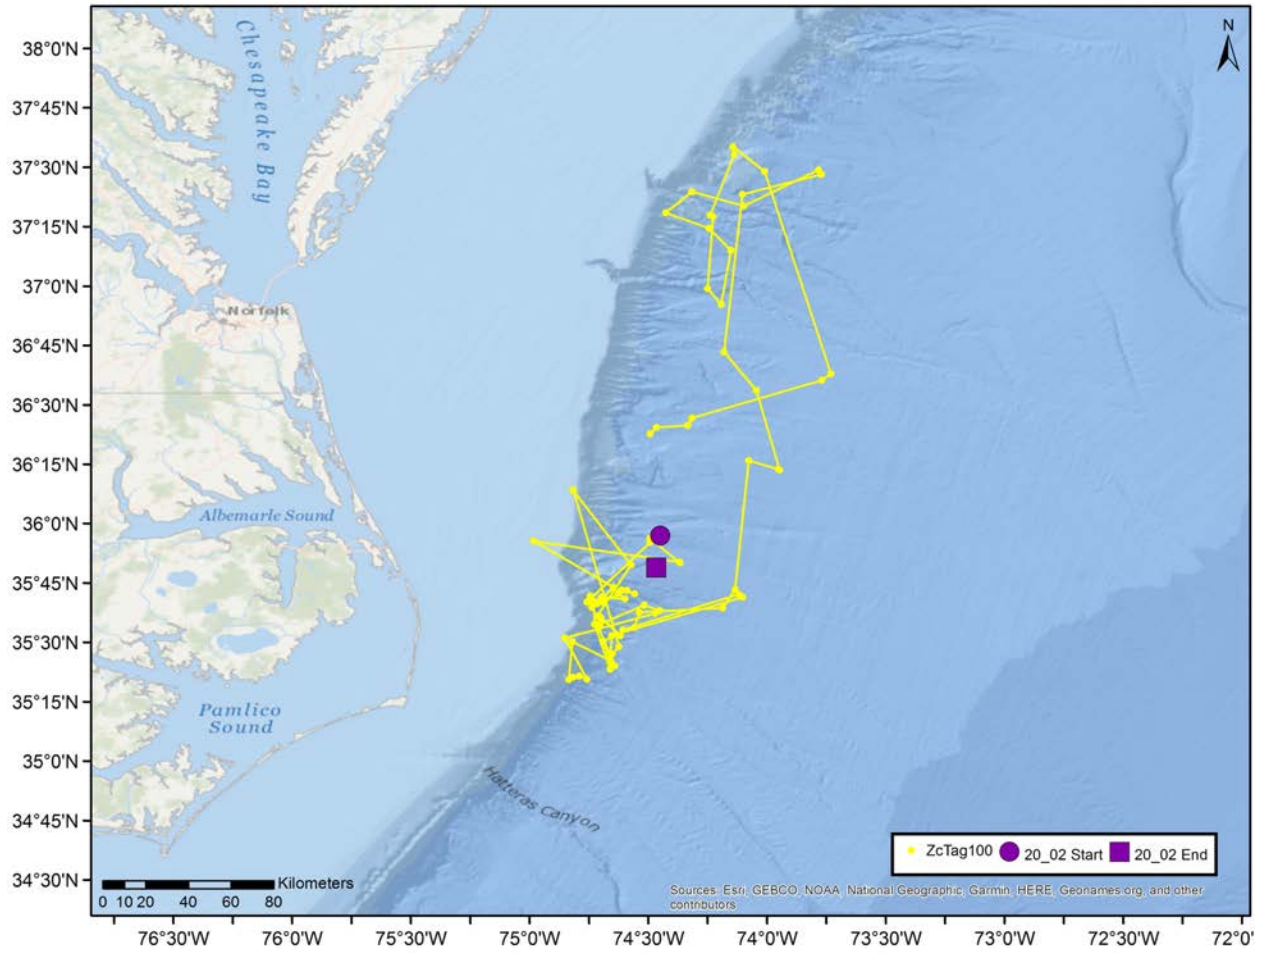 N
38°0'N
37°45'N
37°30'N
37°15'N
37°0'N
36°45'N
36°30'N
36°15'N
36°0'N
35°45'N
35°30'N
35°15'N
35°0'N
34°45'N
34°30'N
Chesapeake Bay
Norfolk
Albemarle Sound
Pamlico
Sound
Hatteras Canyon
ZcTag100 20_02 Start 20_02 End
Kilometers
0 10 20 40 60 80
Sources: Esri, GEBCO, NOAA, National Geographic, Garmin, HERE, Geonames.org, and other
contributors
76°30'W 76°0'W 75°30'W 75°0'W 74°30'W 74°0'W 73°30'W 73°0'W 72°30'W 72°0'